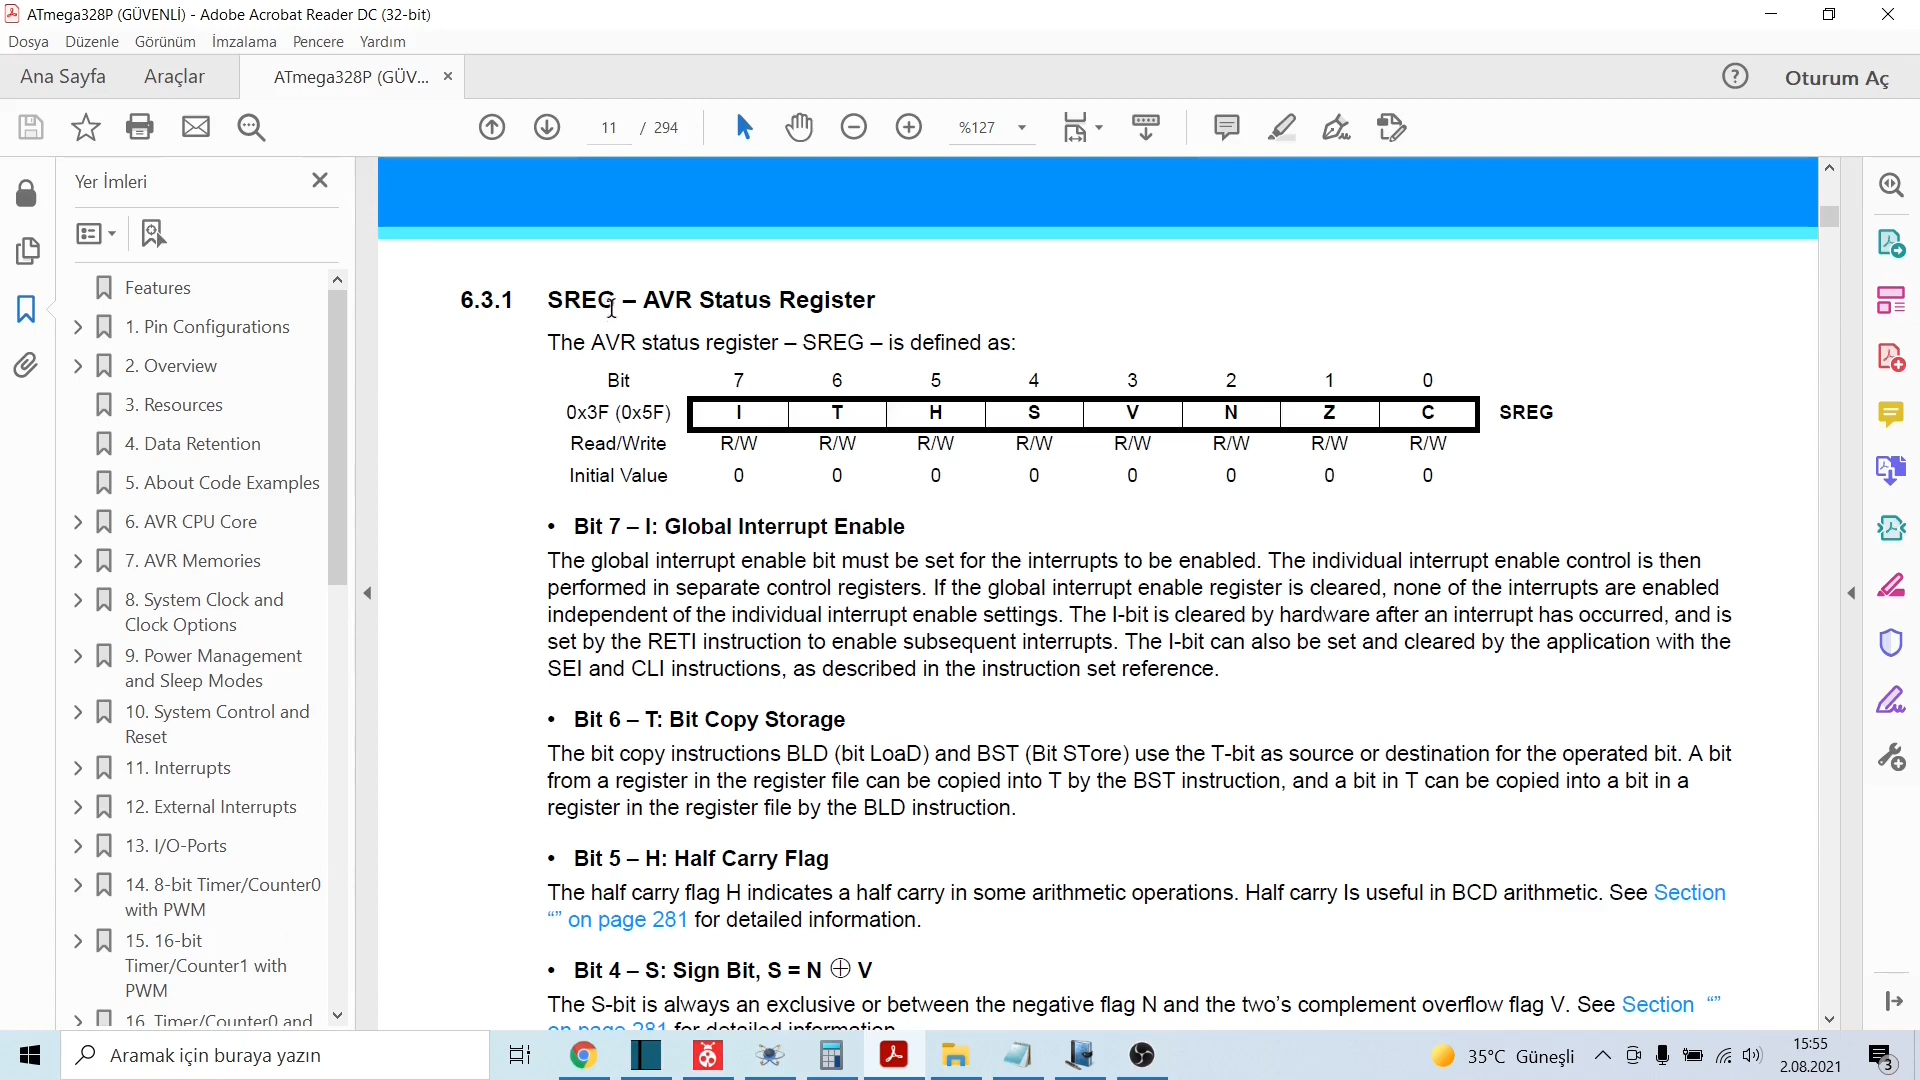 ATmega328P (GÜVENLİ) - Adobe Acrobat Reader DC (32-bit)
Dosya Düzenle Görünüm İmzalama Pencere Yardım
Ana Sayfa Araçlar ATmega328P (GÜV... × Oturum Aç
11 / 294 %127
Yer İmleri
Features
1. Pin Configurations
2. Overview
3. Resources
4. Data Retention
5. About Code Examples
6. AVR CPU Core
7. AVR Memories
8. System Clock and
Clock Options
9. Power Management
and Sleep Modes
10. System Control and
Reset
11. Interrupts
12. External Interrupts
13. I/O-Ports
14. 8-bit Timer/Counter0
with PWM
15. 16-bit
Timer/Counter1 with
PWM
16. Timer/Counter0 and
6.3.1 SREG – AVR Status Register
The AVR status register – SREG – is defined as:
Bit 7 6 5 4 3 2 1 0
0x3F (0x5F) I T H S V N Z C SREG
Read/Write R/W R/W R/W R/W R/W R/W R/W R/W
Initial Value 0 0 0 0 0 0 0 0
• Bit 7 – I: Global Interrupt Enable
The global interrupt enable bit must be set for the interrupts to be enabled. The individual interrupt enable control is then
performed in separate control registers. If the global interrupt enable register is cleared, none of the interrupts are enabled
independent of the individual interrupt enable settings. The I-bit is cleared by hardware after an interrupt has occurred, and is
set by the RETI instruction to enable subsequent interrupts. The I-bit can also be set and cleared by the application with the
SEI and CLI instructions, as described in the instruction set reference.
• Bit 6 – T: Bit Copy Storage
The bit copy instructions BLD (bit LoaD) and BST (Bit STore) use the T-bit as source or destination for the operated bit. A bit
from a register in the register file can be copied into T by the BST instruction, and a bit in T can be copied into a bit in a
register in the register file by the BLD instruction.
• Bit 5 – H: Half Carry Flag
The half carry flag H indicates a half carry in some arithmetic operations. Half carry Is useful in BCD arithmetic. See Section
“” on page 281 for detailed information.
• Bit 4 – S: Sign Bit, S = N ⊕ V
The S-bit is always an exclusive or between the negative flag N and the two’s complement overflow flag V. See Section “”
on page 281 for detailed information.
Aramak için buraya yazın
35°C Güneşli
15:55
2.08.2021
3